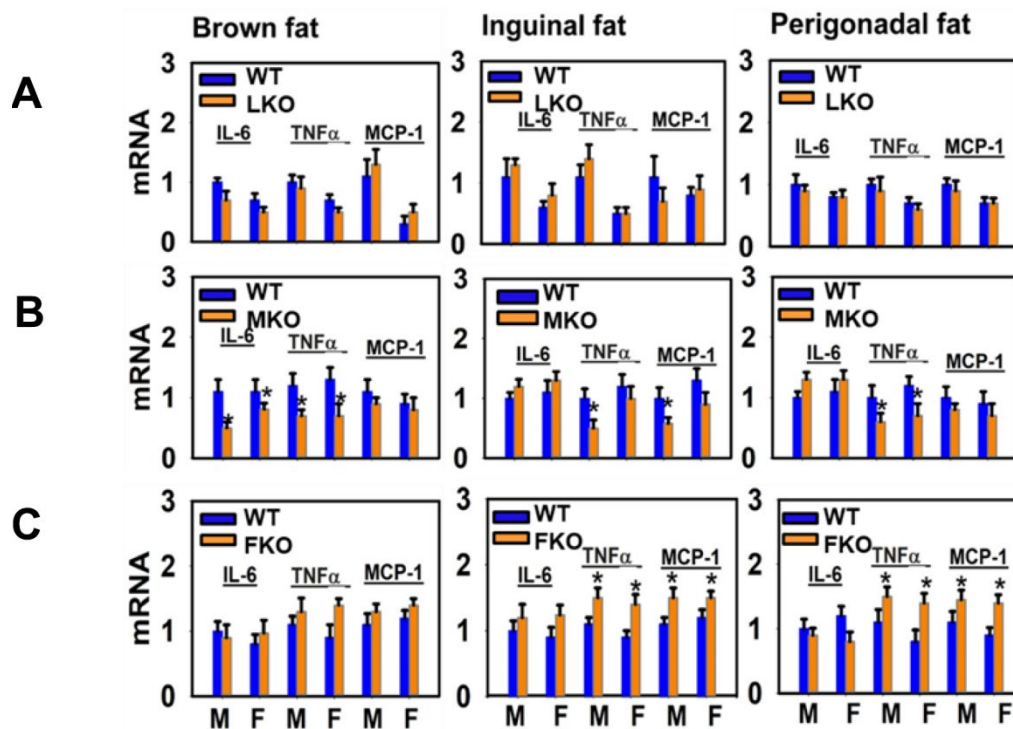 Brown fat Inguinal fat Perigonadal fat
A
mRNA
3
2
1
0
WT
LKO
IL-6 TNFα MCP-1
3
2
1
0
WT
LKO
IL-6 TNFα MCP-1
3
2
1
0
WT
LKO
IL-6 TNFα MCP-1
B
mRNA
3
2
1
0
WT
MKO
IL-6 TNFα MCP-1
* * * *
3
2
1
0
WT
MKO
IL-6 TNFα MCP-1
* *
3
2
1
0
WT
MKO
IL-6 TNFα MCP-1
* *
C
mRNA
3
2
1
0
WT
FKO
IL-6 TNFα MCP-1
M F M F M F
3
2
1
0
WT
FKO
IL-6 TNFα MCP-1
* * * *
M F M F M F
3
2
1
0
WT
FKO
IL-6 TNFα MCP-1
* * * *
M F M F M F